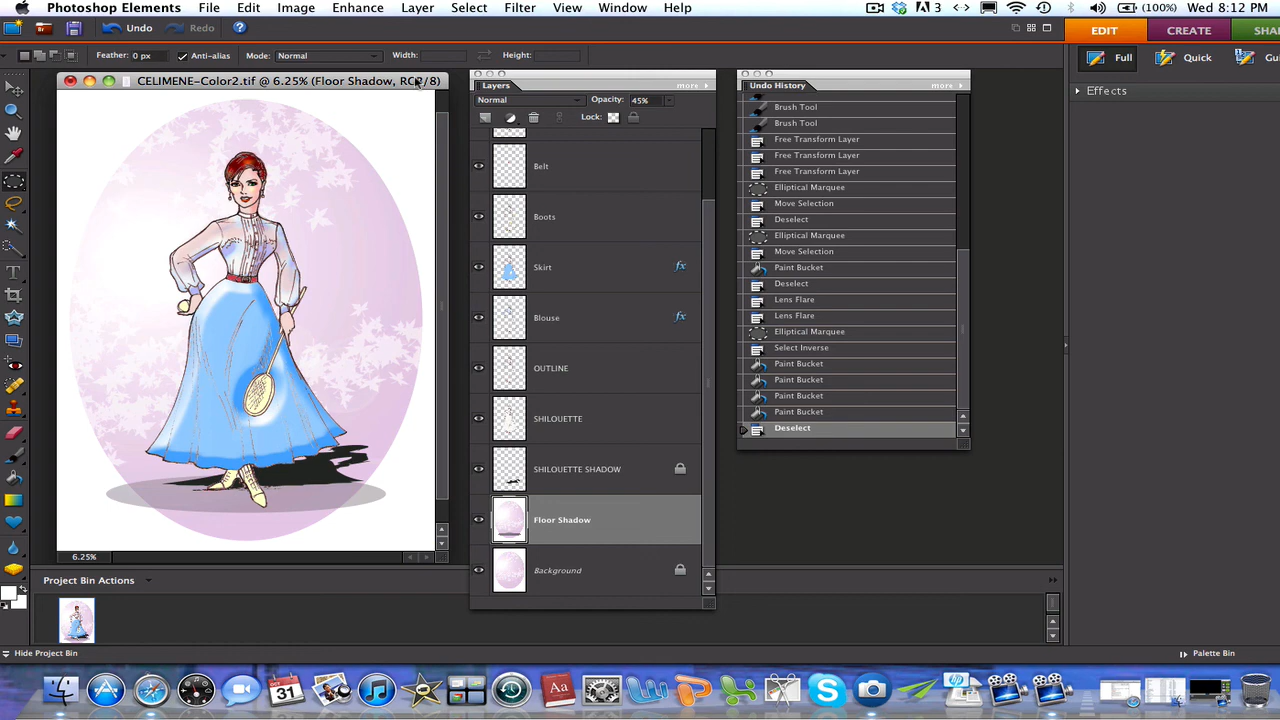 Photoshop Elements File Edit Image Enhance Layer Select Filter View Window Help
3 (100%) Wed 8:12 PM
Undo Redo
EDIT CREATE
Feather: 0 px Anti-alias Mode: Normal Width: Height:
Full Quick
CELIMENE-Color2.tif @ 6.25% (Floor Shadow, RGB/8)
Layers more
Normal Opacity: 45%
Lock:
Belt
Boots
Skirt fx
Blouse fx
OUTLINE
SHILOUETTE
SHILOUETTE SHADOW
Floor Shadow
Background
Undo History more
Brush Tool
Brush Tool
Free Transform Layer
Free Transform Layer
Free Transform Layer
Elliptical Marquee
Move Selection
Deselect
Elliptical Marquee
Move Selection
Paint Bucket
Deselect
Lens Flare
Lens Flare
Elliptical Marquee
Select Inverse
Paint Bucket
Paint Bucket
Paint Bucket
Paint Bucket
Deselect
Effects
6.25%
Project Bin Actions
Hide Project Bin
Palette Bin
OCT
31
Aa